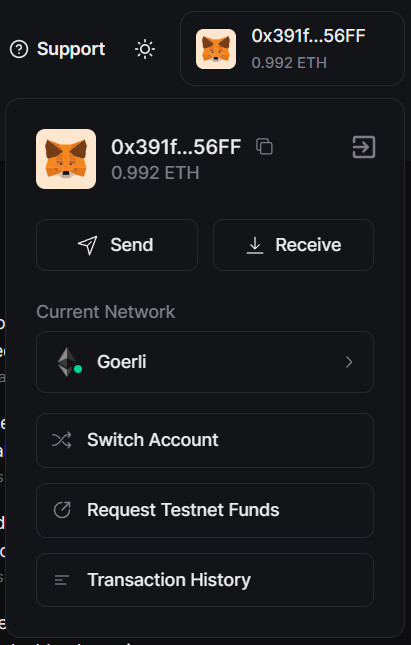 Support
0x391f...56FF
0.992 ETH
0x391f...56FF
0.992 ETH
Send
Receive
Current Network
Goerli
Switch Account
Request Testnet Funds
Transaction History